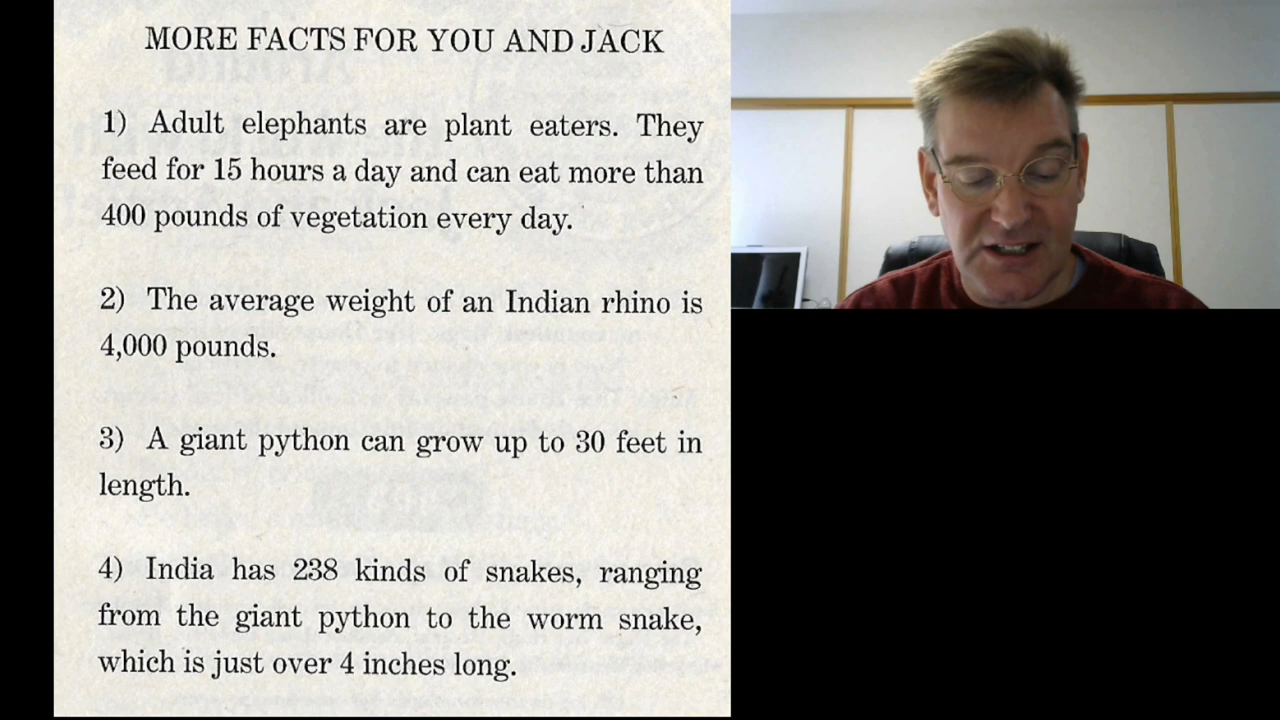 MORE FACTS FOR YOU AND JACK
1) Adult elephants are plant eaters. They
feed for 15 hours a day and can eat more than
400 pounds of vegetation every day.
2) The average weight of an Indian rhino is
4,000 pounds.
3) A giant python can grow up to 30 feet in
length.
4) India has 238 kinds of snakes, ranging
from the giant python to the worm snake,
which is just over 4 inches long.